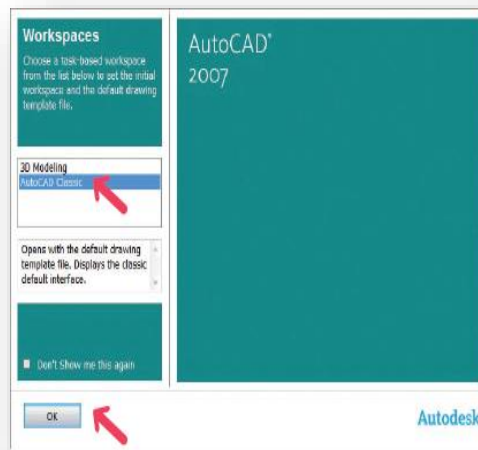 Workspaces
Choose a task-based workspace
from the list below to set the initial
workspace and the default drawing
template file.
3D Modeling
AutoCAD Classic
Opens with the default drawing
template file. Displays the classic
default interface.
Don't Show me this again
OK
AutoCAD®
2007
Autodesk